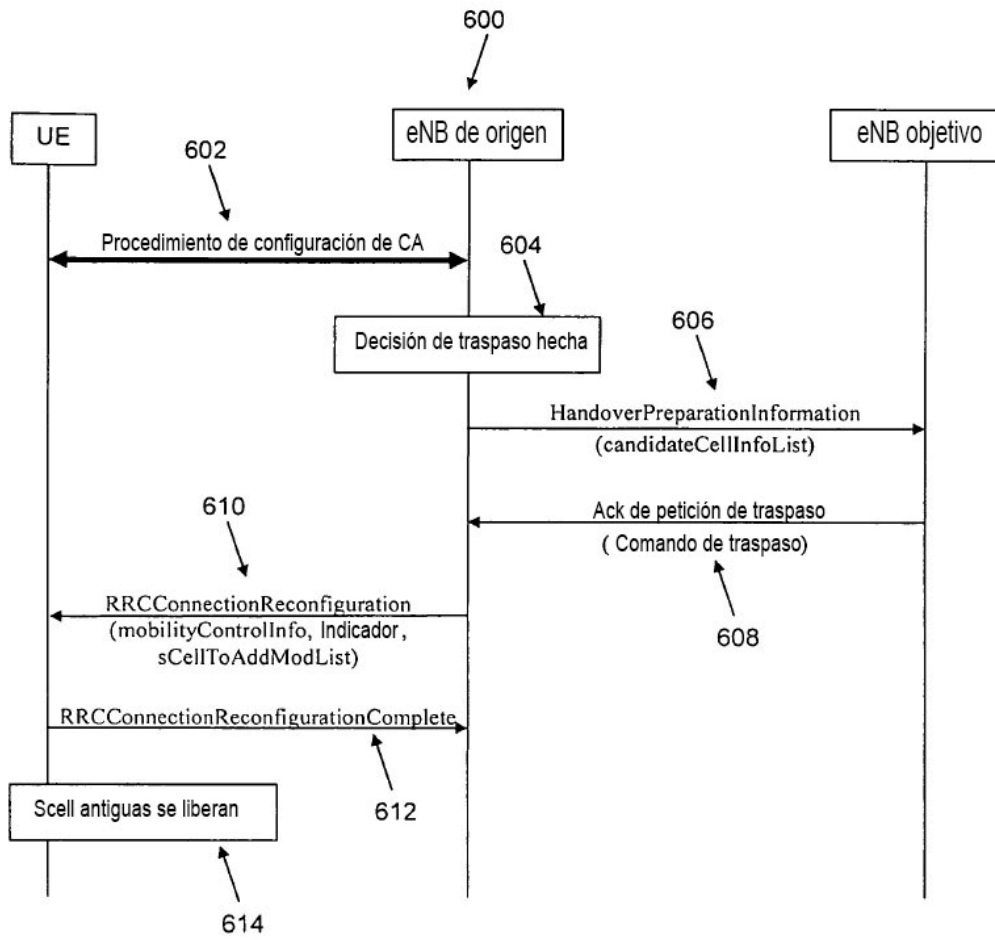 600
UE
eNB de origen
eNB objetivo
602
Procedimiento de configuración de CA
604
Decisión de traspaso hecha
606
HandoverPreparationInformation
(candidateCellInfoList)
610
Ack de petición de traspaso
( Comando de traspaso)
RRCConnectionReconfiguration
(mobilityControlInfo, Indicador,
sCellToAddModList)
608
RRCConnectionReconfigurationComplete
612
Scell antiguas se liberan
614